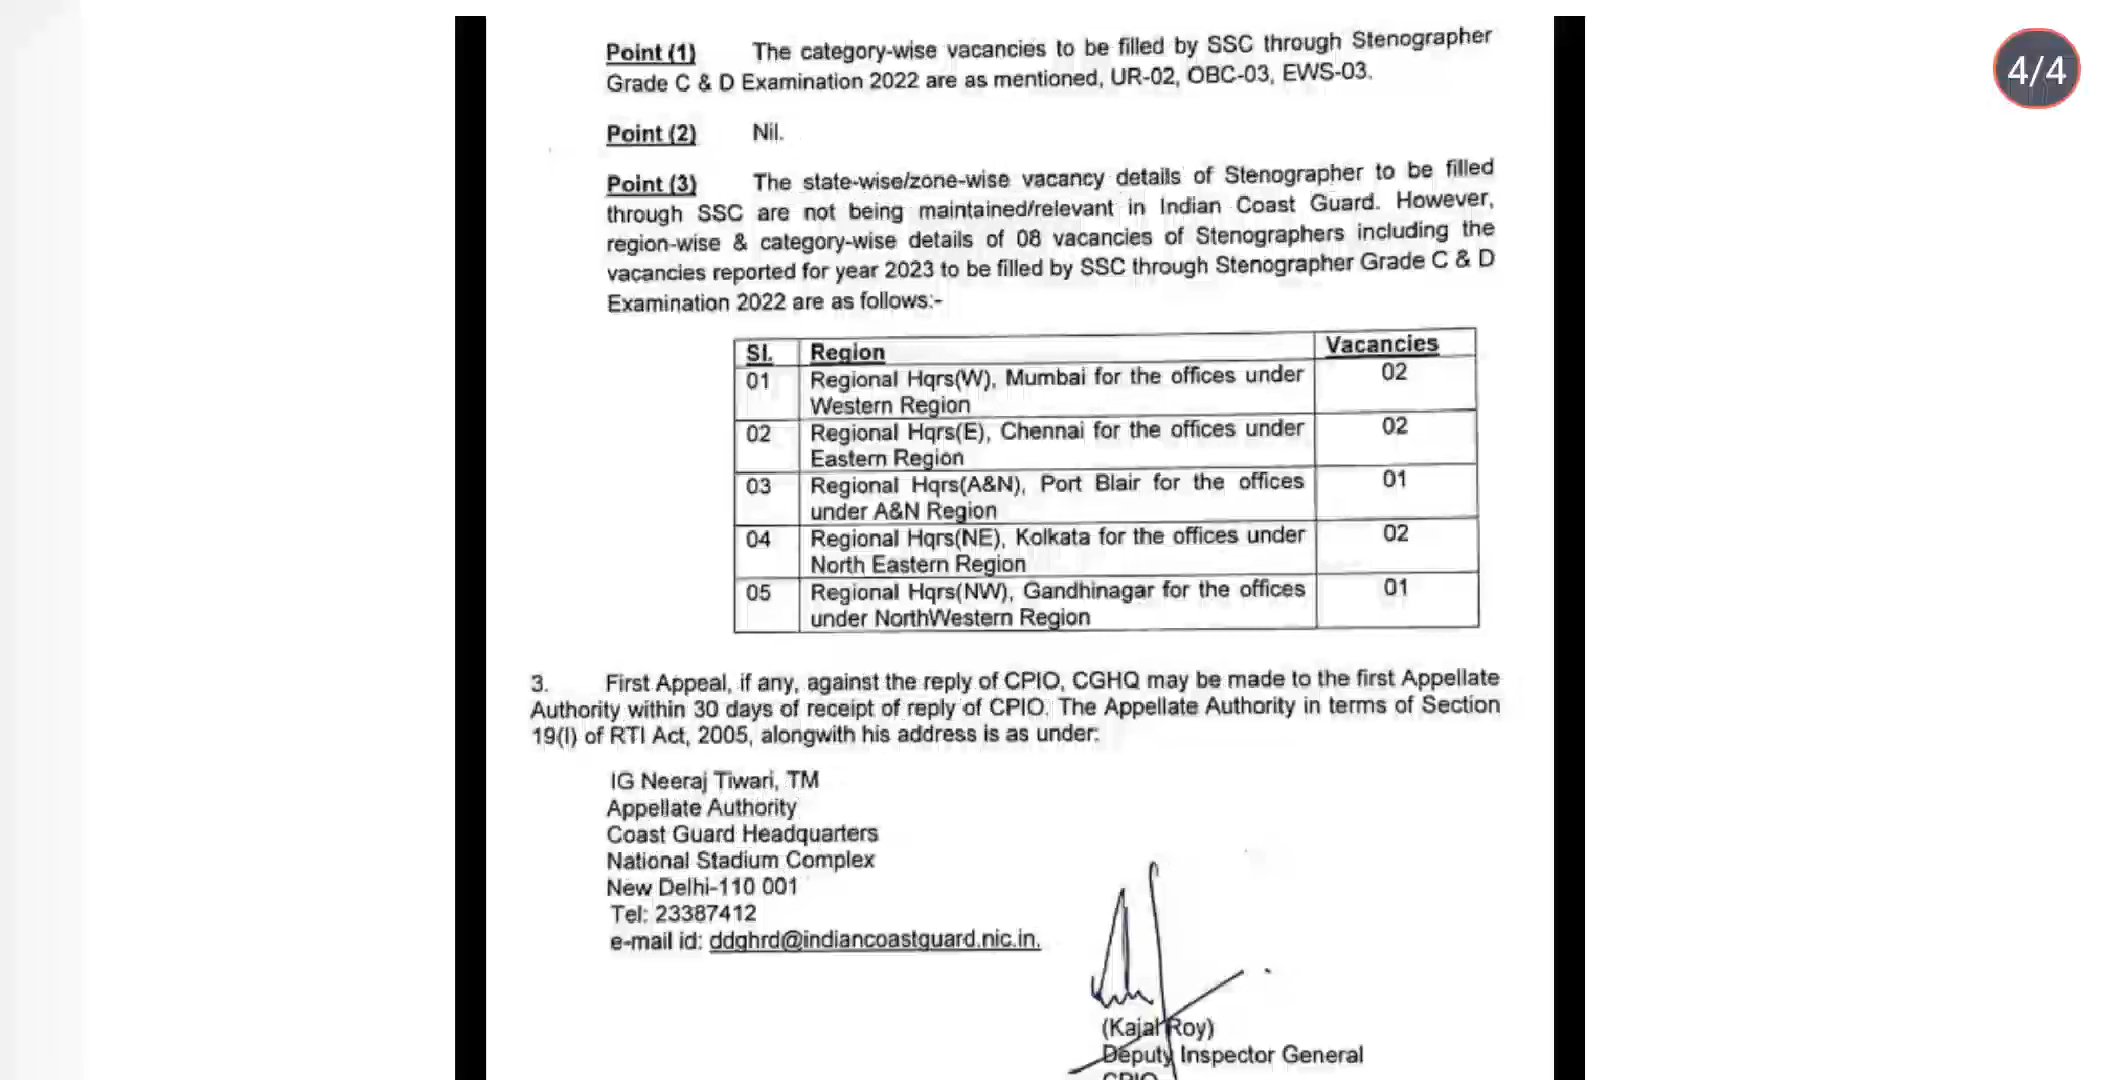 4/4
Point (1) The category-wise vacancies to be filled by SSC through Stenographer
Grade C & D Examination 2022 are as mentioned, UR-02, OBC-03, EWS-03.
Point (2) Nil.
Point (3) The state-wise/zone-wise vacancy details of Stenographer to be filled
through SSC are not being maintained/relevant in Indian Coast Guard. However,
region-wise & category-wise details of 08 vacancies of Stenographers including the
vacancies reported for year 2023 to be filled by SSC through Stenographer Grade C & D
Examination 2022 are as follows:-
Sl. Region Vacancies
01 Regional Hqrs(W), Mumbai for the offices under 02
Western Region
02 Regional Hqrs(E), Chennai for the offices under 02
Eastern Region
03 Regional Hqrs(A&N), Port Blair for the offices 01
under A&N Region
04 Regional Hqrs(NE), Kolkata for the offices under 02
North Eastern Region
05 Regional Hqrs(NW), Gandhinagar for the offices 01
under NorthWestern Region
3. First Appeal, if any, against the reply of CPIO, CGHQ may be made to the first Appellate
Authority within 30 days of receipt of reply of CPIO. The Appellate Authority in terms of Section
19(I) of RTI Act, 2005, alongwith his address is as under:
IG Neeraj Tiwari, TM
Appellate Authority
Coast Guard Headquarters
National Stadium Complex
New Delhi-110 001
Tel: 23387412
e-mail id: ddghrd@indiancoastguard.nic.in.
(Kajal Roy)
Deputy Inspector General
CPIO